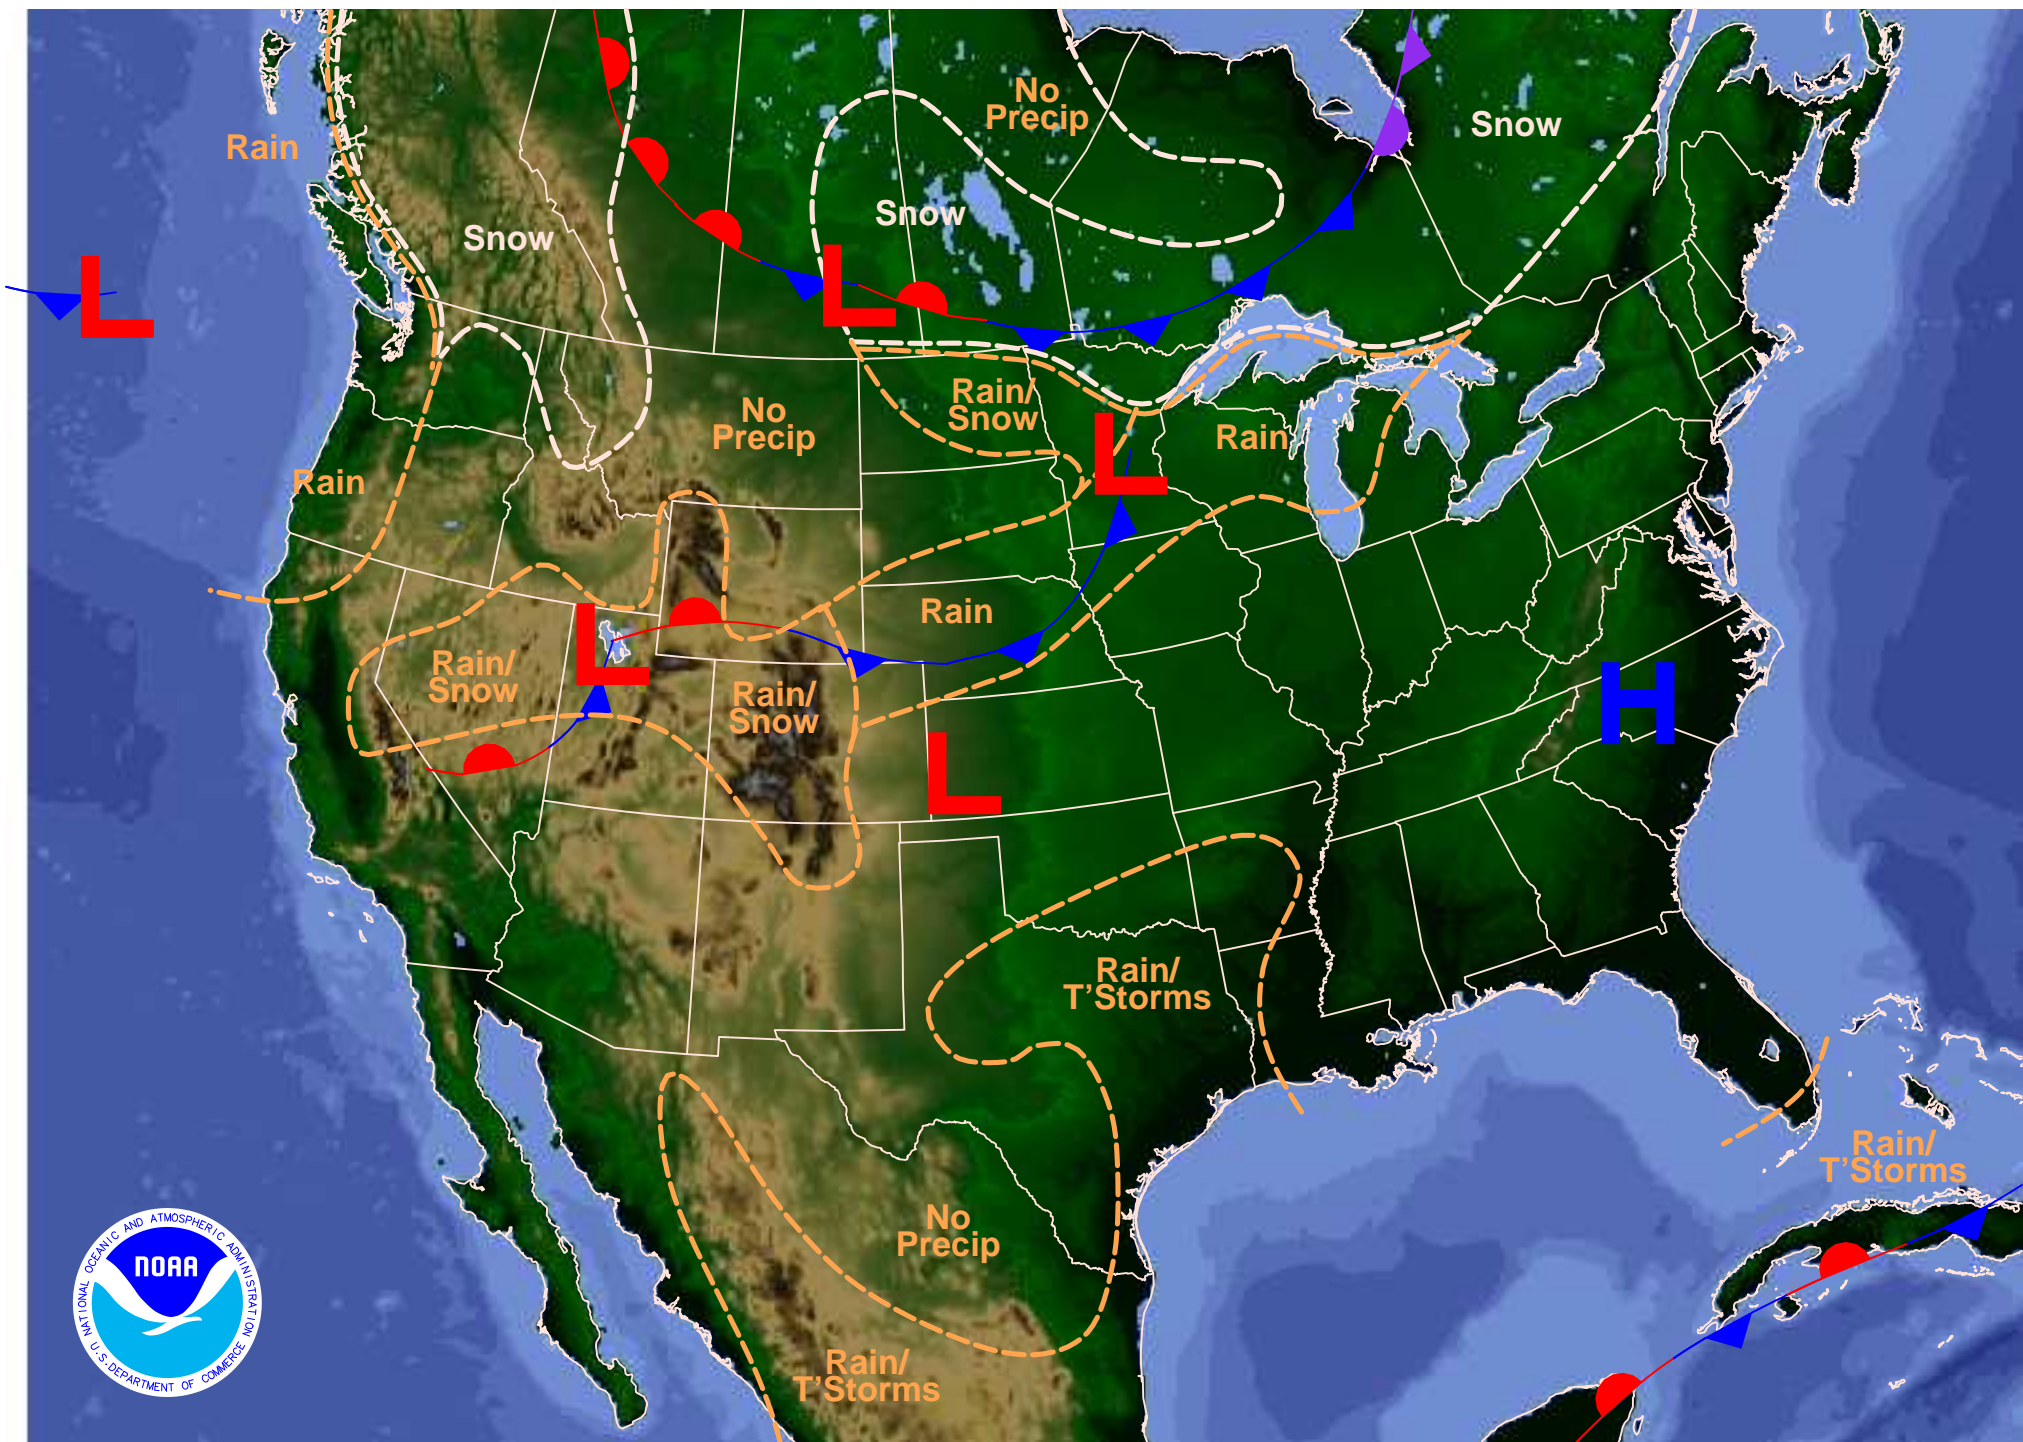 No
Precip
Snow
Rain
Snow
Snow
L
L
Rain/
Snow
No
Precip
L
Rain
Rain
Rain
L
Rain/
Snow
Rain/
Snow
H
L
Rain/
T'Storms
Rain/
T'Storms
No
Precip
Rain/
T'Storms
NATIONAL OCEANIC AND ATMOSPHERIC ADMINISTRATION
NOAA
U.S. DEPARTMENT OF COMMERCE